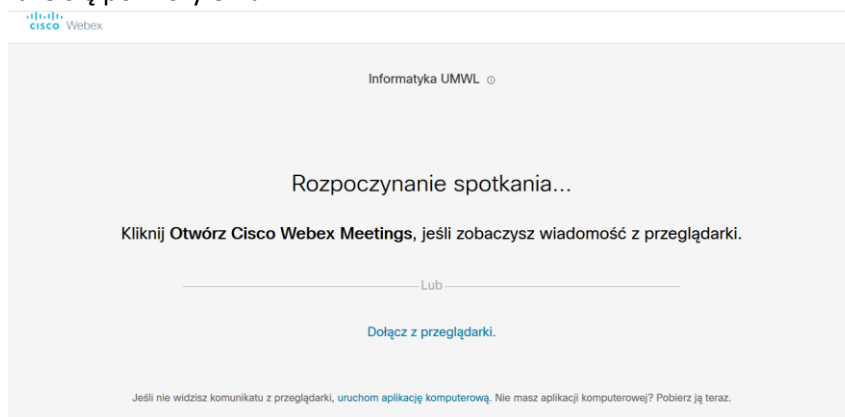 cisco Webex
Informatyka UMWL
Rozpoczynanie spotkania...
Kliknij Otwórz Cisco Webex Meetings, jeśli zobaczysz wiadomość z przeglądarki.
Lub
Dołącz z przeglądarki.
Jeśli nie widzisz komunikatu z przeglądarki, uruchom aplikację komputerową. Nie masz aplikacji komputerowej? Pobierz ją teraz.